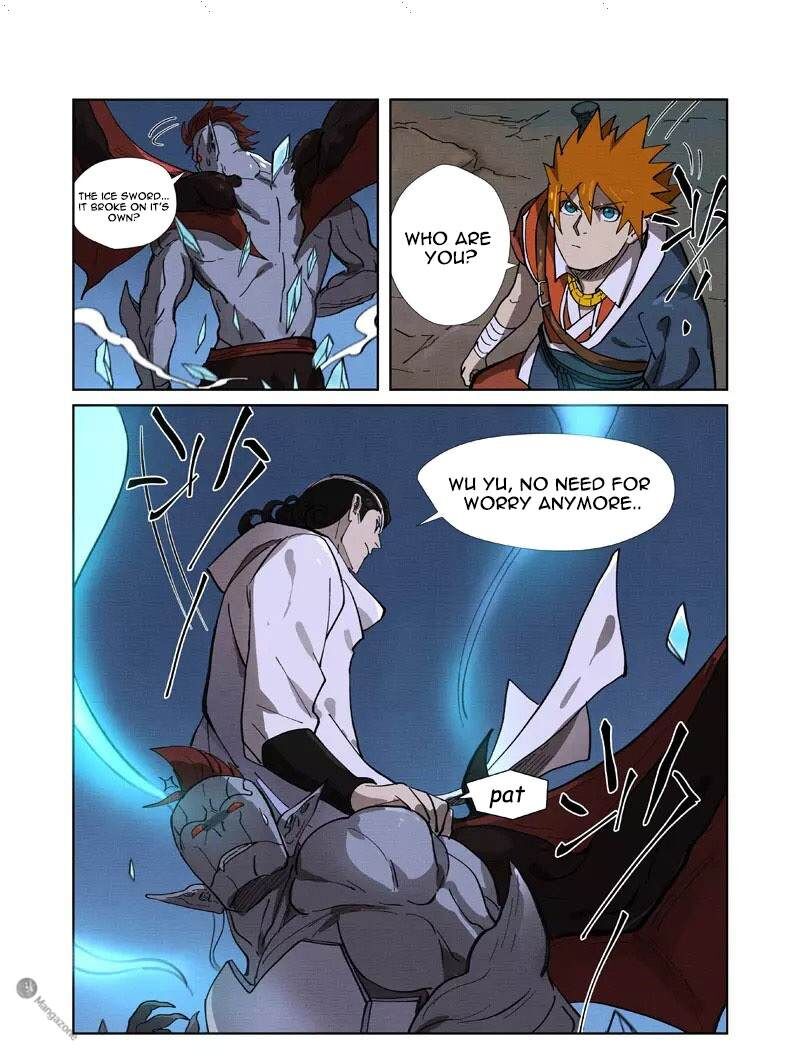 THE ICE SWORD...
IT BROKE ON IT'S
OWN?
WHO ARE
YOU?
WU YU, NO NEED FOR
WORRY ANYMORE..
pat
Mangazone